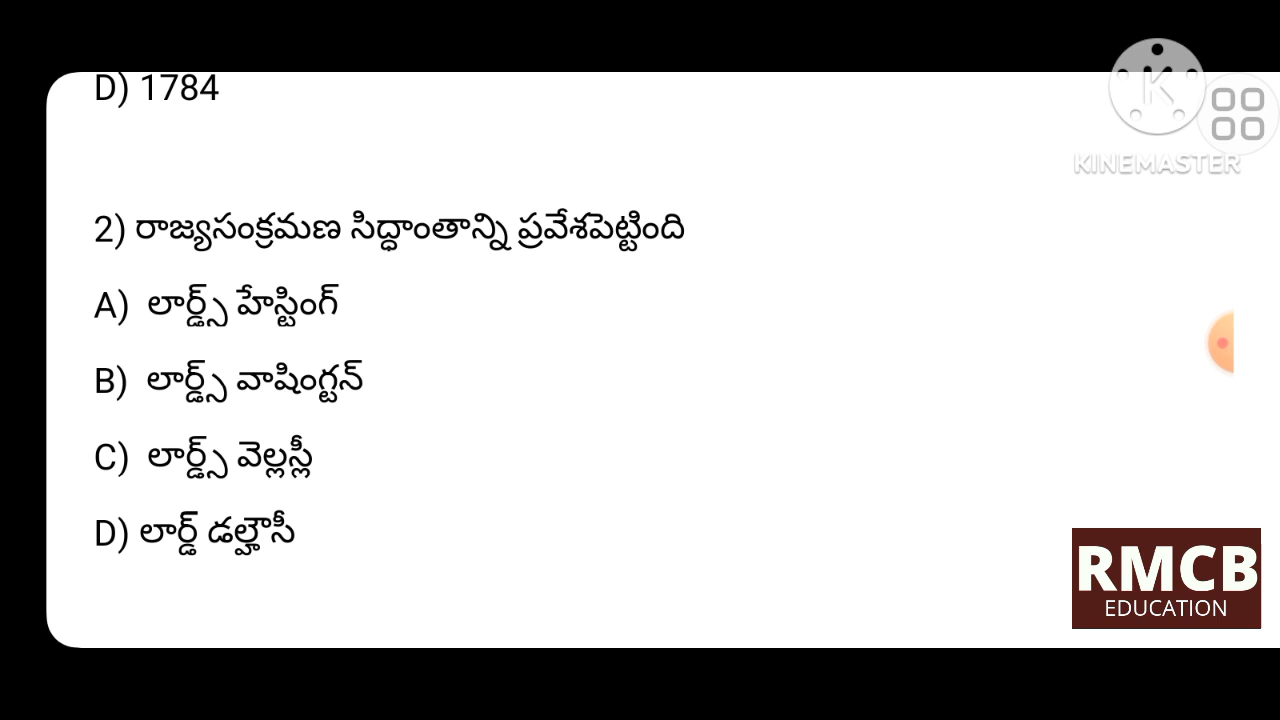 D) 1784
KINEMASTER
2) రాజ్యసంక్రమణ సిద్ధాంతాన్ని ప్రవేశపెట్టింది
A) లార్డ్స్ హేస్టింగ్
B) లార్డ్స్ వాషింగ్టన్
C) లార్డ్స్ వెల్లస్లీ
D) లార్డ్ డల్హౌసీ
RMCB
EDUCATION